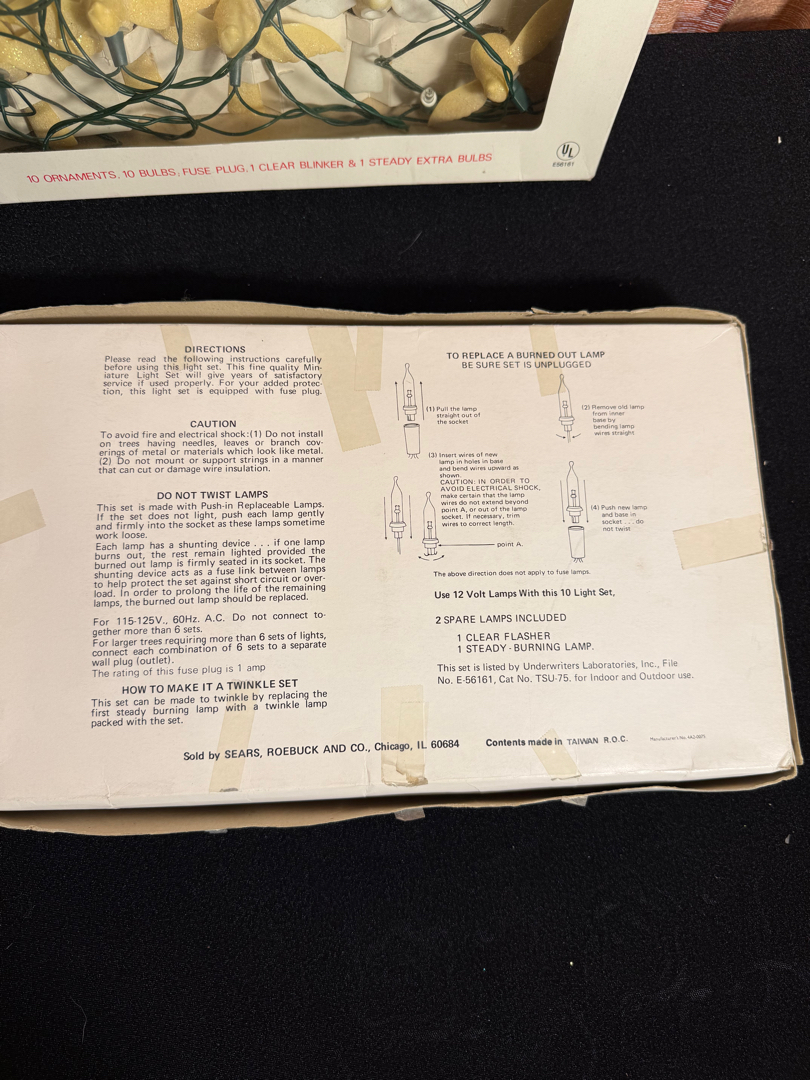 10 ORNAMENTS, 10 BULBS, FUSE PLUG, 1 CLEAR BLINKER & 1 STEADY EXTRA BULBS
UL
E56161
DIRECTIONS
Please read the following instructions carefully
before using this light set. This fine quality Min-
iature Light Set will give years of satisfactory
service if used properly. For your added protec-
tion, this light set is equipped with fuse plug.
CAUTION
To avoid fire and electrical shock:(1) Do not install
on trees having needles, leaves or branch cov-
erings of metal or materials which look like metal.
(2) Do not mount or support strings in a manner
that can cut or damage wire insulation.
DO NOT TWIST LAMPS
This set is made with Push-in Replaceable Lamps.
If the set does not light, push each lamp gently
and firmly into the socket as these lamps sometime
work loose.
Each lamp has a shunting device . . . if one lamp
burns out, the rest remain lighted provided the
burned out lamp is firmly seated in its socket. The
shunting device acts as a fuse link between lamps
to help protect the set against short circuit or over-
load. In order to prolong the life of the remaining
lamps, the burned out lamp should be replaced.
For 115-125V., 60Hz. A.C. Do not connect to-
gether more than 6 sets.
For larger trees requiring more than 6 sets of lights,
connect each combination of 6 sets to a separate
wall plug (outlet).
The rating of this fuse plug is 1 amp
HOW TO MAKE IT A TWINKLE SET
This set can be made to twinkle by replacing the
first steady burning lamp with a twinkle lamp
packed with the set.
TO REPLACE A BURNED OUT LAMP
BE SURE SET IS UNPLUGGED
(1) Pull the lamp
straight out of
the socket
(2) Remove old lamp
from inner
base by
bending lamp
wires straight
(3) Insert wires of new
lamp in holes in base
and bend wires upward as
shown.
CAUTION: IN ORDER TO
AVOID ELECTRICAL SHOCK,
make certain that the lamp
wires do not extend beyond
point A, or out of the lamp
socket. If necessary, trim
wires to correct length.
point A.
(4) Push new lamp
and base in
socket . . . do
not twist
The above direction does not apply to fuse lamps.
Use 12 Volt Lamps With this 10 Light Set,
2 SPARE LAMPS INCLUDED
1 CLEAR FLASHER
1 STEADY-BURNING LAMP.
This set is listed by Underwriters Laboratories, Inc., File
No. E-56161, Cat No. TSU-75. for Indoor and Outdoor use.
Sold by SEARS, ROEBUCK AND CO., Chicago, IL 60684
Contents made in TAIWAN R.O.C.
Manufacturer's No.